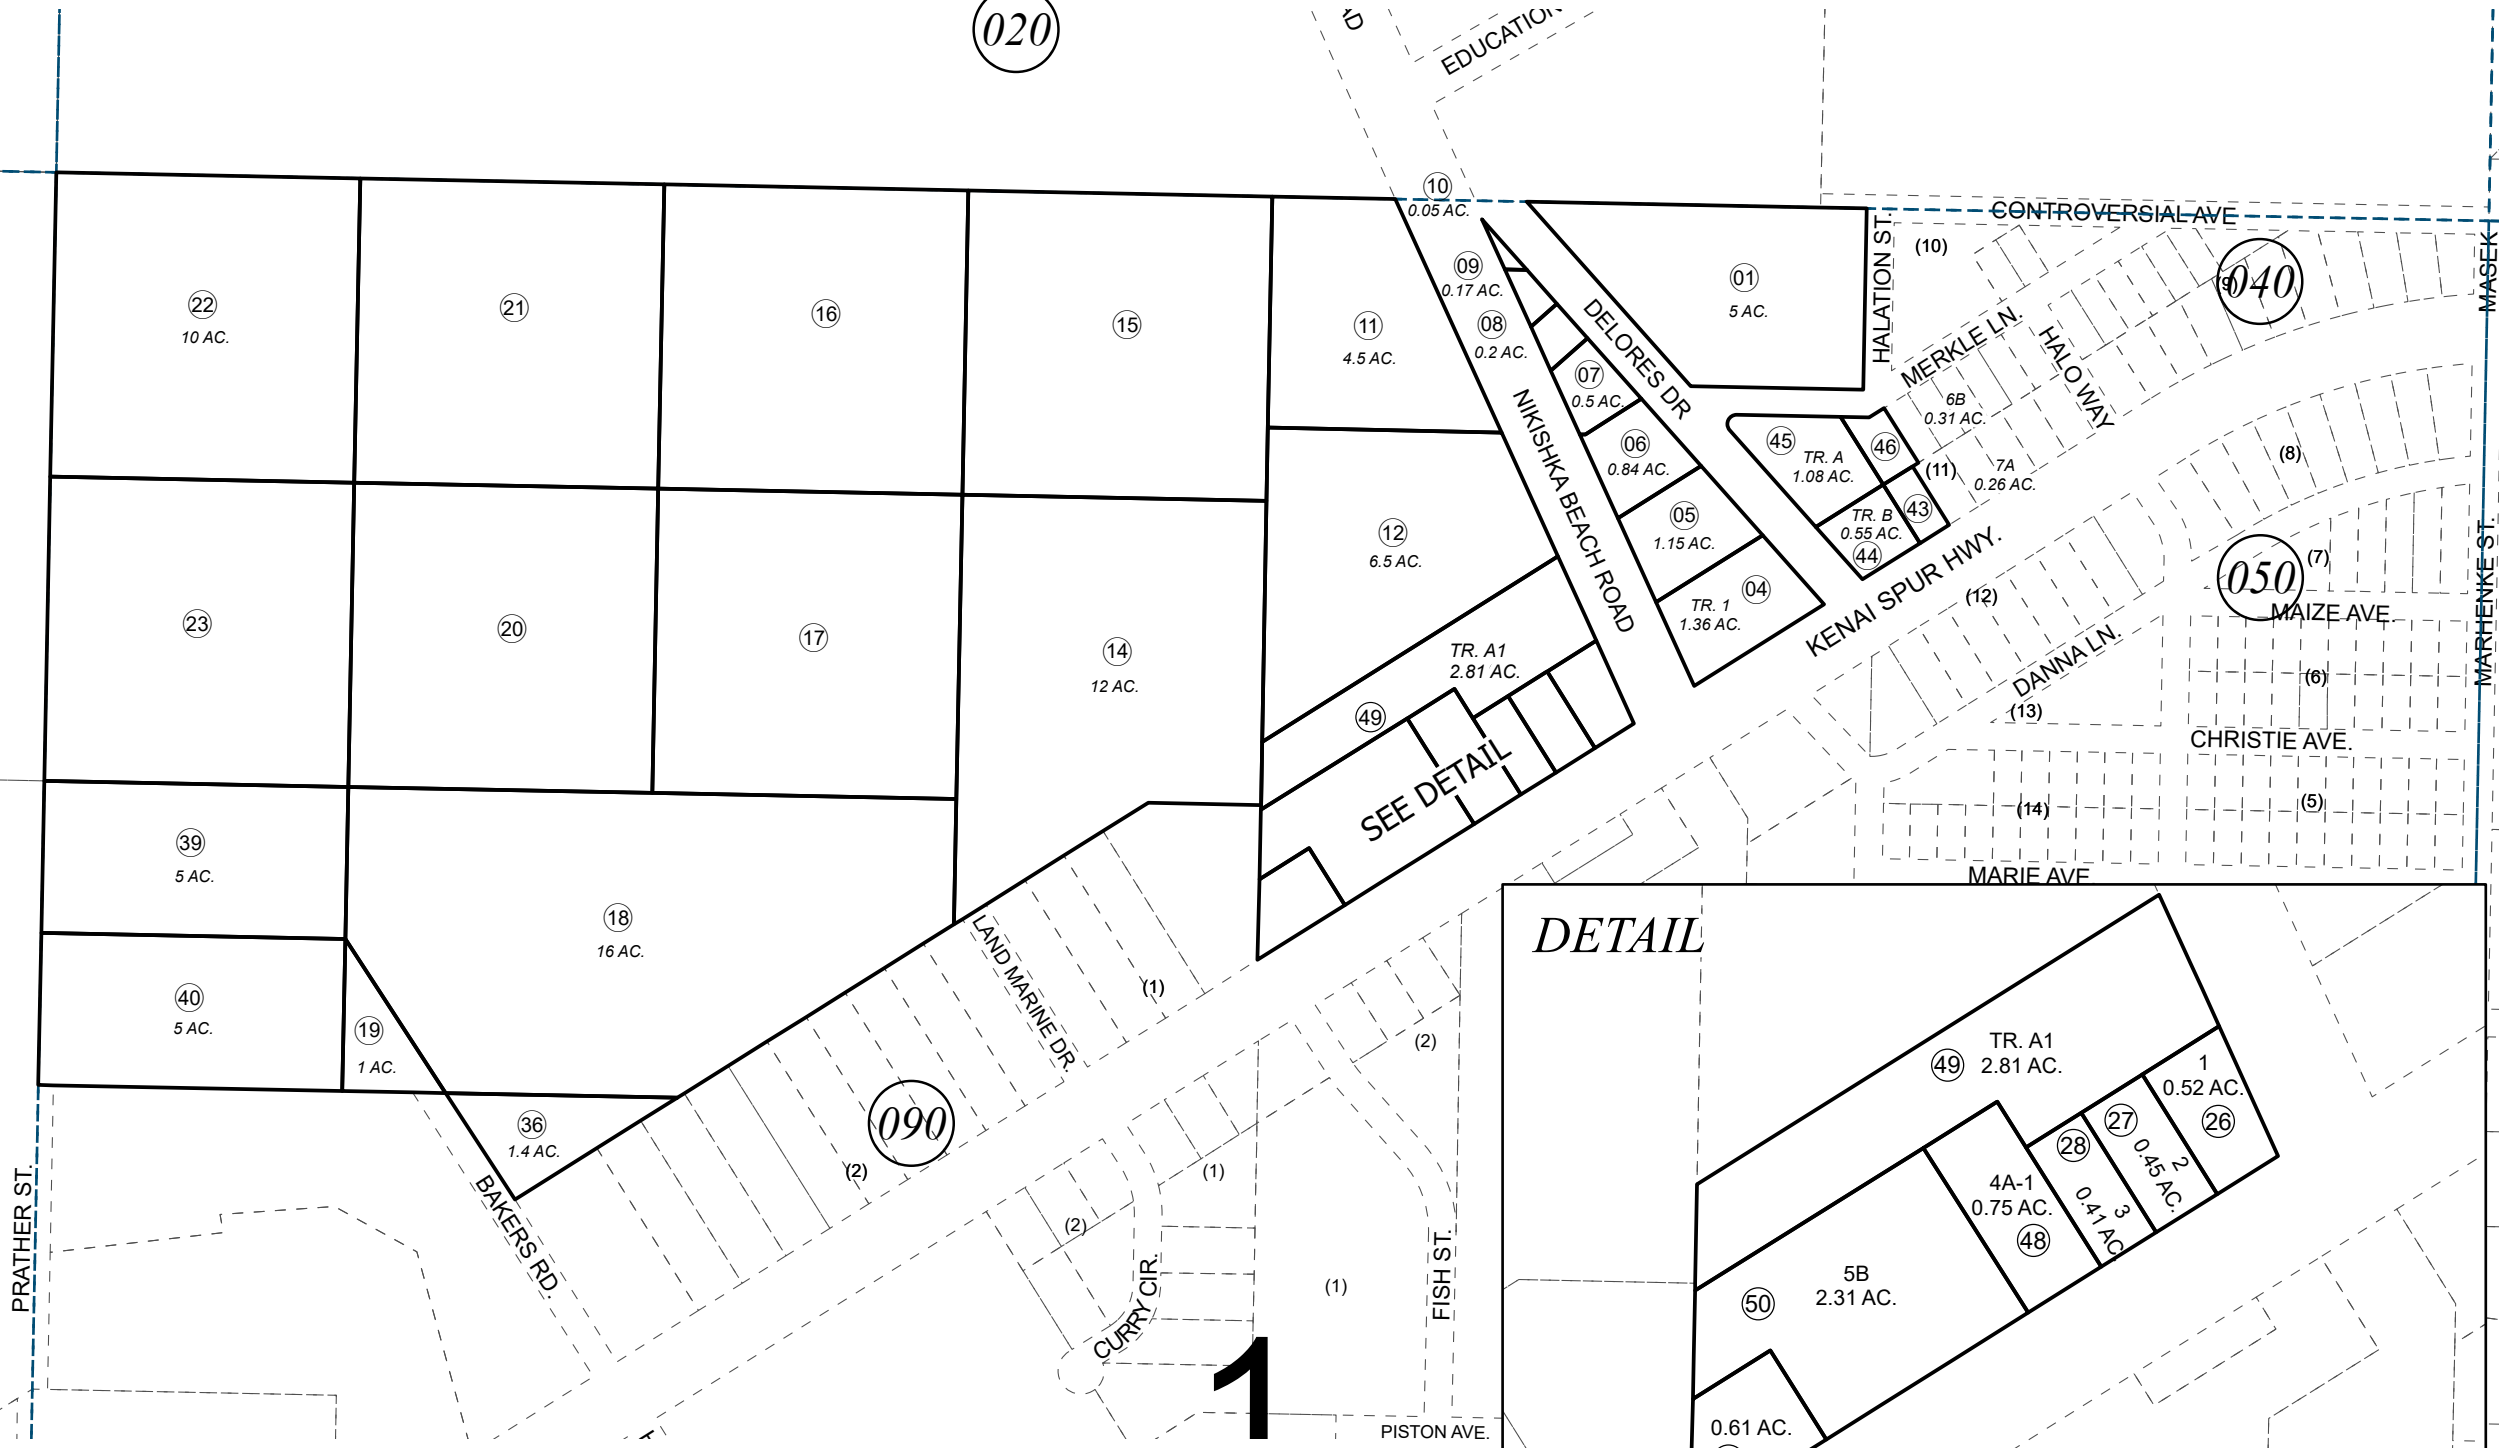 020
EDUCATION
10
0.05 AC.
CONTROVERSIAL AVE
HALATION ST.
(10)
MASEK
040
(9)
09
0.17 AC.
01
5 AC.
22
10 AC.
21
16
15
11
4.5 AC.
08
0.2 AC.
DELORES DR
MERKLE LN.
HALO WAY
07
0.5 AC.
6B
0.31 AC.
NIKISHKA BEACH ROAD
06
0.84 AC.
45
TR. A
1.08 AC.
46
(11)
7A
0.26 AC.
(8)
05
1.15 AC.
TR. B
0.55 AC.
44
43
12
6.5 AC.
KENAI SPUR HWY.
050
(7)
MARHENKE ST.
MAIZE AVE.
(12)
TR. 1
1.36 AC.
04
23
20
17
14
12 AC.
TR. A1
2.81 AC.
49
DANNA LN.
(13)
(6)
CHRISTIE AVE.
SEE DETAIL
(14)
(5)
MARIE AVE.
39
5 AC.
18
16 AC.
40
5 AC.
19
1 AC.
LAND MARINE DR.
(1)
(2)
36
1.4 AC.
090
(2)
(1)
(2)
(1)
PRATHER ST.
BAKERS RD.
CURRY CIR.
FISH ST.
1
PISTON AVE.
DETAIL
TR. A1
49
2.81 AC.
1
0.52 AC.
26
27
2
0.45 AC.
28
3
0.41 AC.
4A-1
0.75 AC.
48
5B
2.31 AC.
50
0.61 AC.